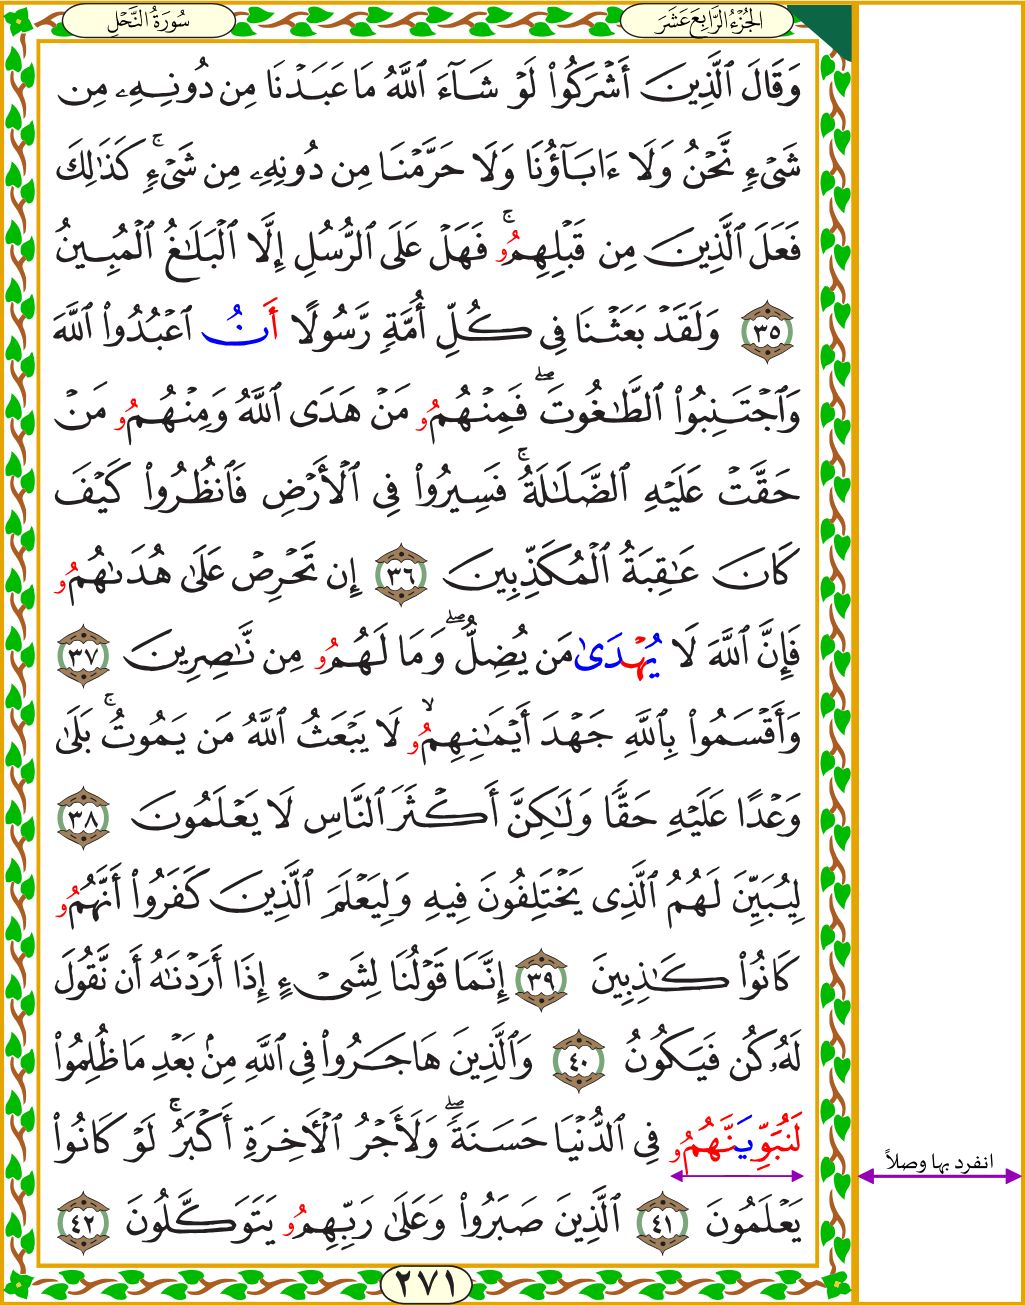 الجُزْءُ الرَّابِعَ عَشَرَ
سُورَةُ النَّحْلِ
وَقَالَ ٱلَّذِينَ أَشْرَكُواْ لَوْ شَآءَ ٱللَّهُ مَا عَبَدْنَا مِن دُونِهِۦ مِن
شَىْءٍ نَّحْنُ وَلَآ ءَابَآؤُنَا وَلَا حَرَّمْنَا مِن دُونِهِۦ مِن شَىْءٍۚ كَذَٰلِكَ
فَعَلَ ٱلَّذِينَ مِن قَبْلِهِمُۥۚ فَهَلْ عَلَى ٱلرُّسُلِ إِلَّا ٱلْبَلَٰغُ ٱلْمُبِينُ
٣٥ وَلَقَدْ بَعَثْنَا فِى كُلِّ أُمَّةٍ رَّسُولًا أَنُ ٱعْبُدُواْ ٱللَّهَ
وَٱجْتَنِبُواْ ٱلطَّٰغُوتَۖ فَمِنْهُمُۥ مَنْ هَدَى ٱللَّهُ وَمِنْهُمُۥ مَنْ
حَقَّتْ عَلَيْهِ ٱلضَّلَٰلَةُۚ فَسِيرُواْ فِى ٱلْأَرْضِ فَٱنظُرُواْ كَيْفَ
كَانَ عَٰقِبَةُ ٱلْمُكَذِّبِينَ ٣٦ إِن تَحْرِصْ عَلَىٰ هُدَىٰهُمُۥ
فَإِنَّ ٱللَّهَ لَا يُهْدَىٰ مَن يُضِلُّۖ وَمَا لَهُمُۥ مِن نَّٰصِرِينَ ٣٧
وَأَقْسَمُواْ بِٱللَّهِ جَهْدَ أَيْمَٰنِهِمُۥۙ لَا يَبْعَثُ ٱللَّهُ مَن يَمُوتُۚ بَلَىٰ
وَعْدًا عَلَيْهِ حَقًّا وَلَٰكِنَّ أَكْثَرَ ٱلنَّاسِ لَا يَعْلَمُونَ ٣٨
لِيُبَيِّنَ لَهُمُ ٱلَّذِى يَخْتَلِفُونَ فِيهِ وَلِيَعْلَمَ ٱلَّذِينَ كَفَرُواْ أَنَّهُمُۥ
كَانُواْ كَٰذِبِينَ ٣٩ إِنَّمَا قَوْلُنَا لِشَىْءٍ إِذَا أَرَدْنَٰهُ أَن نَّقُولَ
لَهُۥ كُن فَيَكُونُ ٤٠ وَٱلَّذِينَ هَاجَرُواْ فِى ٱللَّهِ مِنۢ بَعْدِ مَا ظُلِمُواْ
لَنُبَوِّيَنَّهُمُۥ فِى ٱلدُّنْيَا حَسَنَةًۖ وَلَأَجْرُ ٱلْأَخِرَةِ أَكْبَرُۚ لَوْ كَانُواْ
انفرد بها وصلاً
يَعْلَمُونَ ٤١ ٱلَّذِينَ صَبَرُواْ وَعَلَىٰ رَبِّهِمُۥ يَتَوَكَّلُونَ ٤٢
٢٧١